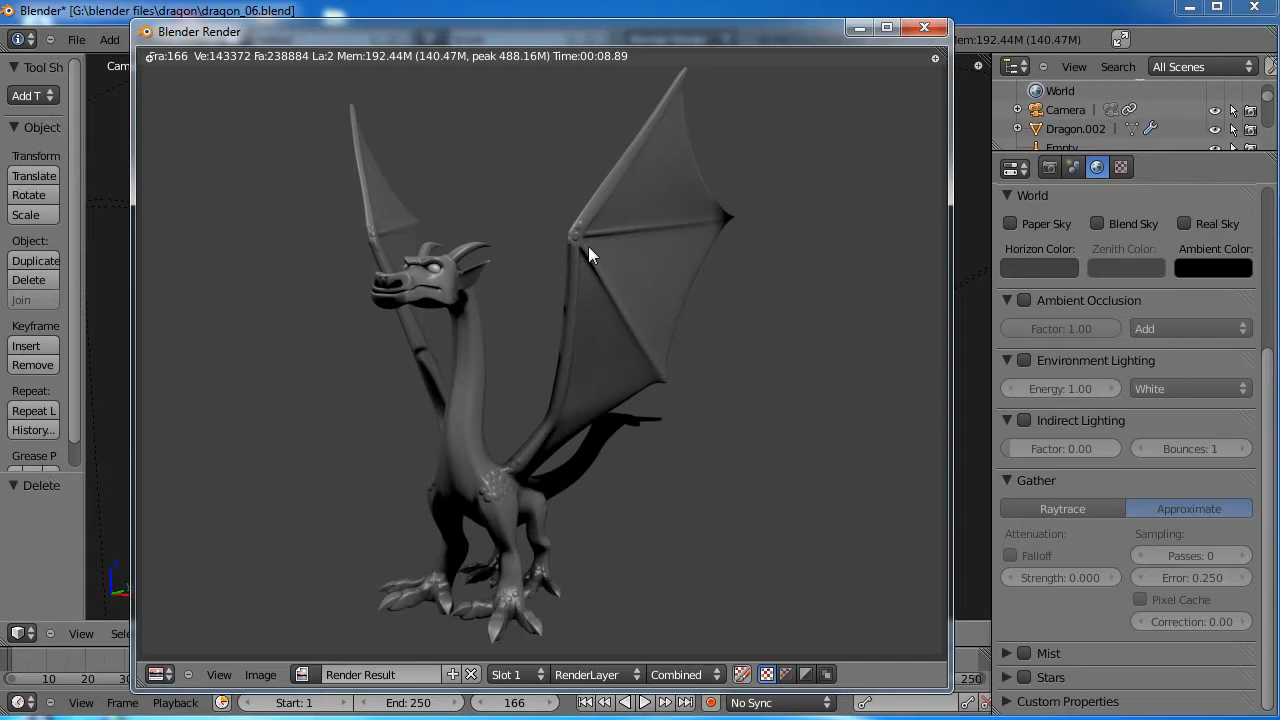 Blender* [G:\blender files\dragon\dragon_06.blend]
Blender Render
File Add
Mem:192.44M (140.47M)
Fra:166 Ve:143372 Fa:238884 La:2 Mem:192.44M (140.47M, peak 488.16M) Time:00:08.89
Tool Sh
Cam
View Search All Scenes
Add T
World
Camera
Dragon.002
Empty
Object
Transform
Translate
Rotate
Scale
Object:
Duplicate
Delete
Join
Keyframe
Insert
Remove
Repeat:
Repeat L
History...
Grease P
Delete
World
Paper Sky Blend Sky Real Sky
Horizon Color: Zenith Color: Ambient Color:
Ambient Occlusion
Factor: 1.00 Add
Environment Lighting
Energy: 1.00 White
Indirect Lighting
Factor: 0.00 Bounces: 1
Gather
Raytrace Approximate
Attenuation: Sampling:
Falloff Passes: 0
Strength: 0.000 Error: 0.250
Pixel Cache
Correction: 0.00
Mist
Stars
Custom Properties
View Sele
View Image Render Result Slot 1 RenderLayer Combined
10 20 30 40 50 250
View Frame Playback Start: 1 End: 250 166 No Sync